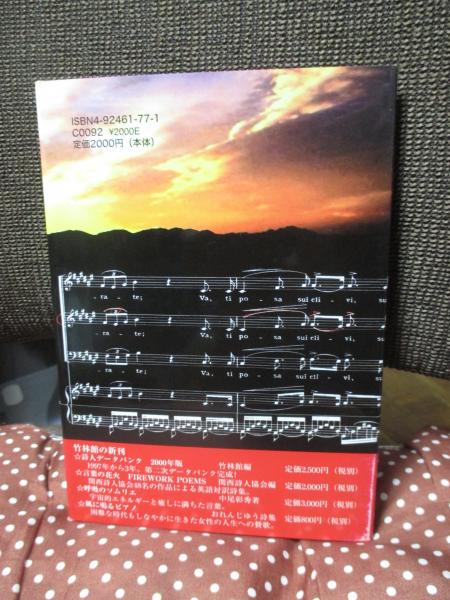 ISBN4-92461-77-1
C0092 ¥2000E
定価2000円（本体）
- rate; Va, ti po - sa sui cli - vi, su
- rate; Va, ti po - sa sui cli - vi, su
- rate; Va, ti po - sa sui cli - vi, su
竹林館の新刊
☆詩人データバンク 2000年版 竹林館編 定価2,500円（税別）
1997年から3年。第二次データバンク完成！
☆言葉の花火 FIREWORK POEMS 関西詩人協会編 定価2,000円（税別）
関西詩人協会48名の作品による英語対訳詩集。
☆呼吸のソムリエ 中尾彰秀著 定価3,000円（税別）
宇宙的エネルギーと癒しに満ちた言葉。
☆風に鳴るピアノ おれんじゆう詩集 定価800円（税別）
困難な時代もしなやかに生きた女性の人生への賛歌。